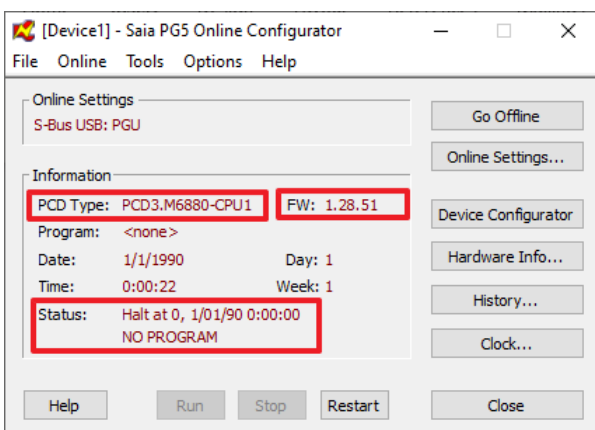 [Device1] - Saia PG5 Online Configurator
File Online Tools Options Help
Online Settings
S-Bus USB: PGU
Go Offline
Online Settings...
Information
PCD Type: PCD3.M6880-CPU1 FW: 1.28.51
Device Configurator
Program: <none>
Date: 1/1/1990 Day: 1
Hardware Info...
Time: 0:00:22 Week: 1
History...
Status: Halt at 0, 1/01/90 0:00:00
NO PROGRAM
Clock...
Help Run Stop Restart Close